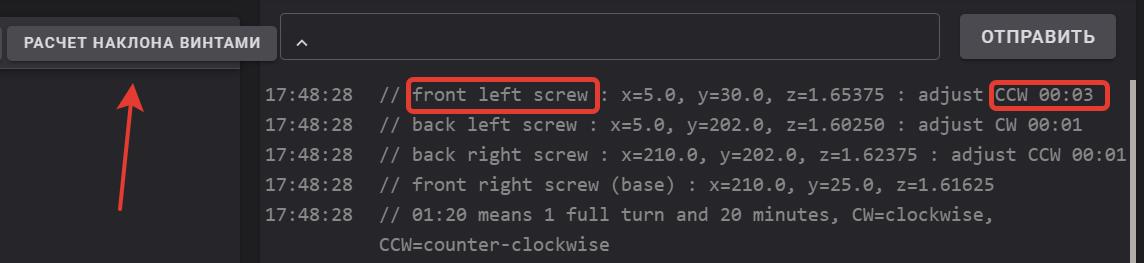 РАСЧЕТ НАКЛОНА ВИНТАМИ
ОТПРАВИТЬ
17:48:28 // front left screw : x=5.0, y=30.0, z=1.65375 : adjust CCW 00:03
17:48:28 // back left screw : x=5.0, y=202.0, z=1.60250 : adjust CW 00:01
17:48:28 // back right screw : x=210.0, y=202.0, z=1.62375 : adjust CCW 00:01
17:48:28 // front right screw (base) : x=210.0, y=25.0, z=1.61625
17:48:28 // 01:20 means 1 full turn and 20 minutes, CW=clockwise,
CCW=counter-clockwise